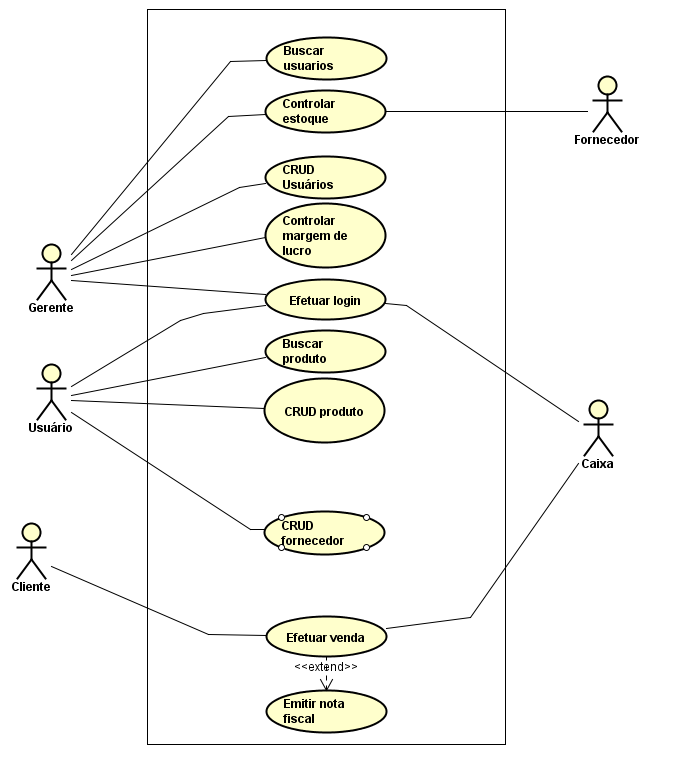 Buscar
usuarios
Controlar
estoque
Fornecedor
CRUD
Usuários
Controlar
margem de
lucro
Gerente
Efetuar login
Buscar
produto
CRUD produto
Usuário
Caixa
CRUD
fornecedor
Cliente
Efetuar venda
<<extend>>
Emitir nota
fiscal